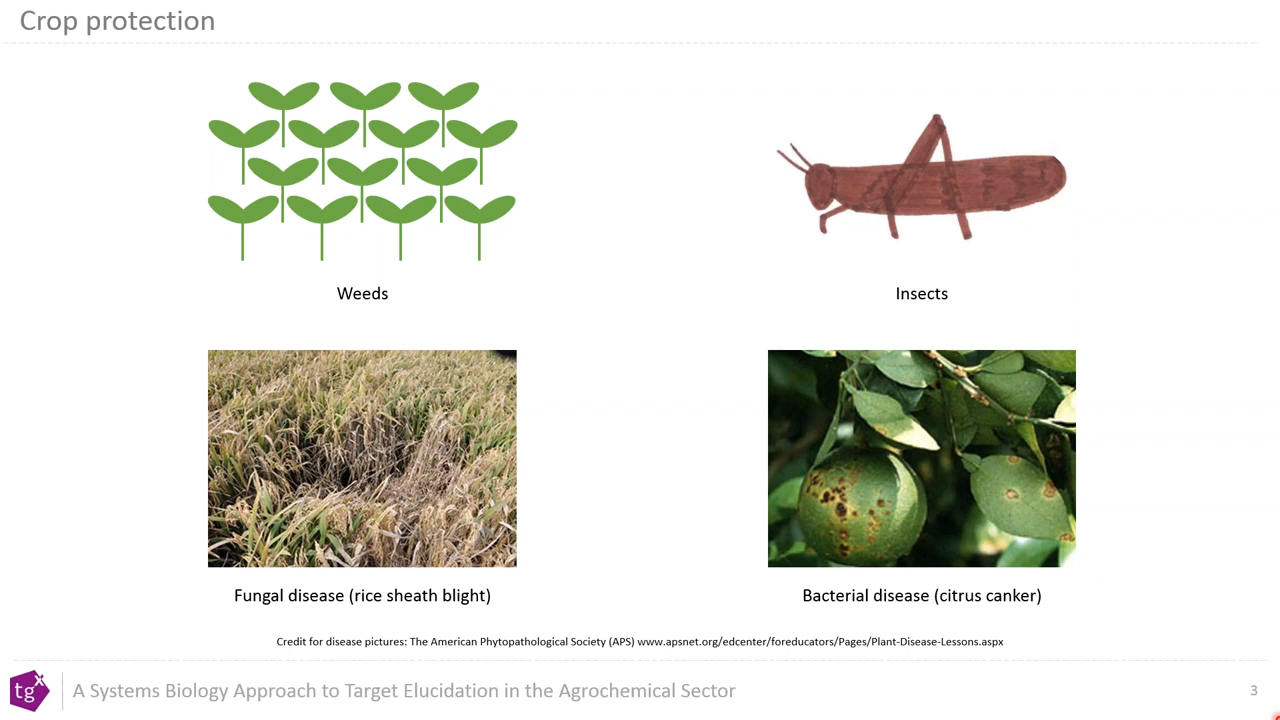 Crop protection
Weeds
Insects
Fungal disease (rice sheath blight)
Bacterial disease (citrus canker)
Credit for disease pictures: The American Phytopathological Society (APS) www.apsnet.org/edcenter/foreducators/Pages/Plant-Disease-Lessons.aspx
tgx
A Systems Biology Approach to Target Elucidation in the Agrochemical Sector
3